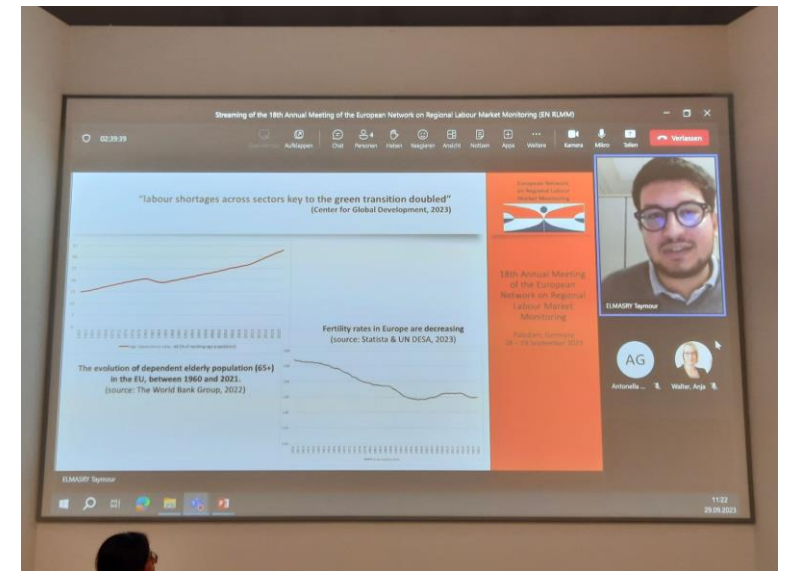 Streaming of the 18th Annual Meeting of the European Network on Regional Labour Market Monitoring (EN RLMM)
02:39:39
Aufklappen
Chat
4
Personen
Heben
Reagieren
Ansicht
Notizen
Apps
Weitere
Kamera
Mikro
Teilen
Verlassen
"labour shortages across sectors key to the green transition doubled"
(Center for Global Development, 2023)
The evolution of dependent elderly population (65+)
in the EU, between 1960 and 2021.
(source: The World Bank Group, 2022)
Fertility rates in Europe are decreasing
(source: Statista & UN DESA, 2023)
European Network
on Regional Labour
Market Monitoring
18th Annual Meeting
of the European
Network on Regional
Labour Market
Monitoring
Potsdam, Germany
28 – 29 September 2023
ELMASRY Taymour
AG
Antonella ...
Walter, Anja
ELMASRY Taymour
11:22
29.09.2023